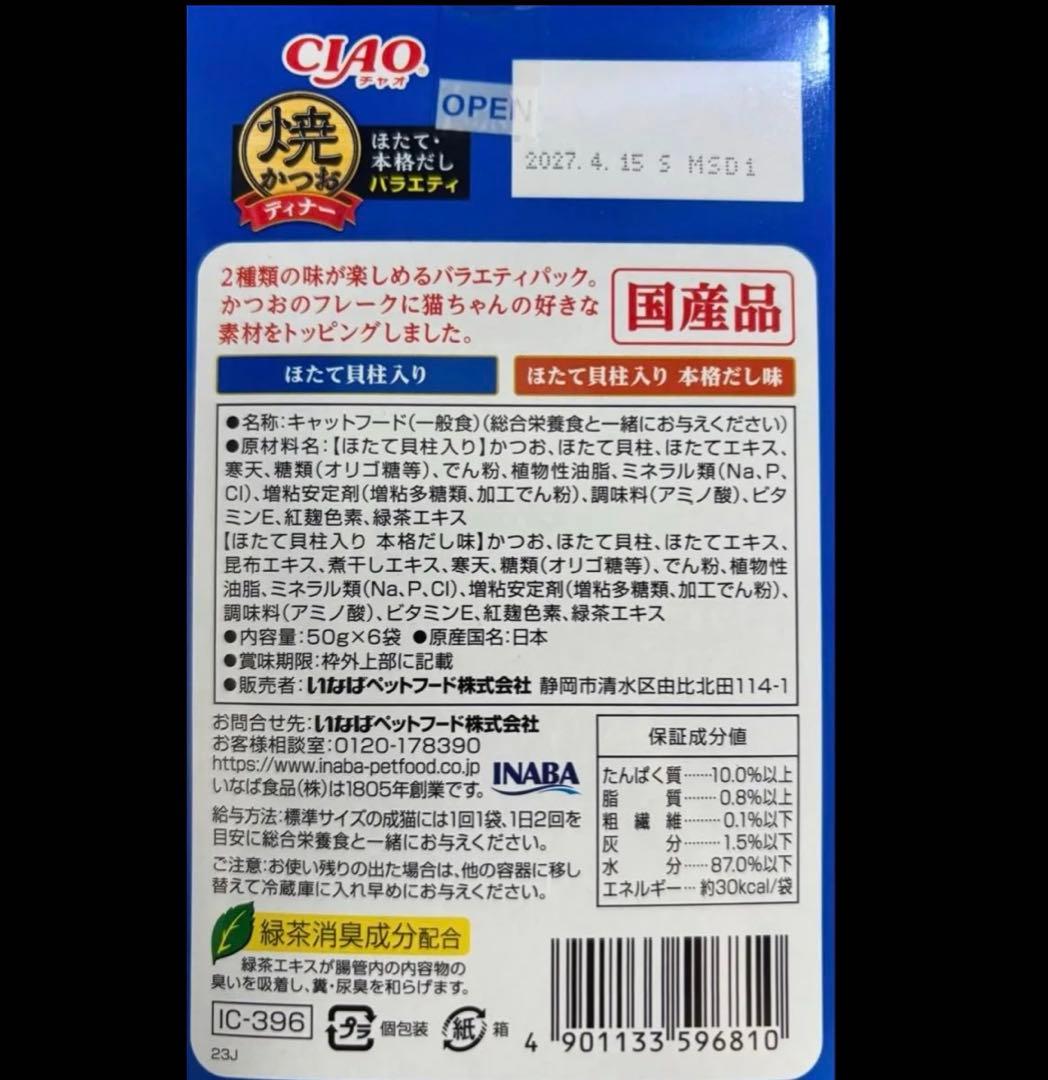 CIAO
チャオ
OPEN
焼
かつお
ディナー
ほたて・
本格だし
バラエティ
2027. 4. 15 S MSD1
2種類の味が楽しめるバラエティパック。
かつおのフレークに猫ちゃんの好きな
素材をトッピングしました。
国産品
ほたて貝柱入り
ほたて貝柱入り 本格だし味
●名称:キャットフード(一般食)(総合栄養食と一緒にお与えください)
●原材料名:【ほたて貝柱入り】かつお、ほたて貝柱、ほたてエキス、
寒天、糖類(オリゴ糖等)、でん粉、植物性油脂、ミネラル類(Na、P、
Cl)、増粘安定剤(増粘多糖類、加工でん粉)、調味料(アミノ酸)、ビタ
ミンE、紅麹色素、緑茶エキス
【ほたて貝柱入り 本格だし味】かつお、ほたて貝柱、ほたてエキス、
昆布エキス、煮干しエキス、寒天、糖類(オリゴ糖等)、でん粉、植物性
油脂、ミネラル類(Na、P、Cl)、増粘安定剤(増粘多糖類、加工でん粉)、
調味料(アミノ酸)、ビタミンE、紅麹色素、緑茶エキス
●内容量:50g×6袋 ●原産国名:日本
●賞味期限:枠外上部に記載
●販売者:いなばペットフード株式会社 静岡市清水区由比北田114-1
お問合せ先:いなばペットフード株式会社
お客様相談室:0120-178390
https://www.inaba-petfood.co.jp
いなば食品(株)は1805年創業です。
INABA
給与方法:標準サイズの成猫には1回1袋、1日2回を
目安に総合栄養食と一緒にお与えください。
ご注意:お使い残りの出た場合は、他の容器に移し
替えて冷蔵庫に入れ早めにお与えください。
保証成分値
たんぱく質……10.0%以上
脂質………0.8%以上
粗繊維………0.1%以下
灰分………1.5%以下
水分……87.0%以下
エネルギー…約30kcal/袋
緑茶消臭成分配合
緑茶エキスが腸管内の内容物の
臭いを吸着し、糞・尿臭を和らげます。
IC-396
プラ
個包装
紙
箱
23J
4 901133 596810